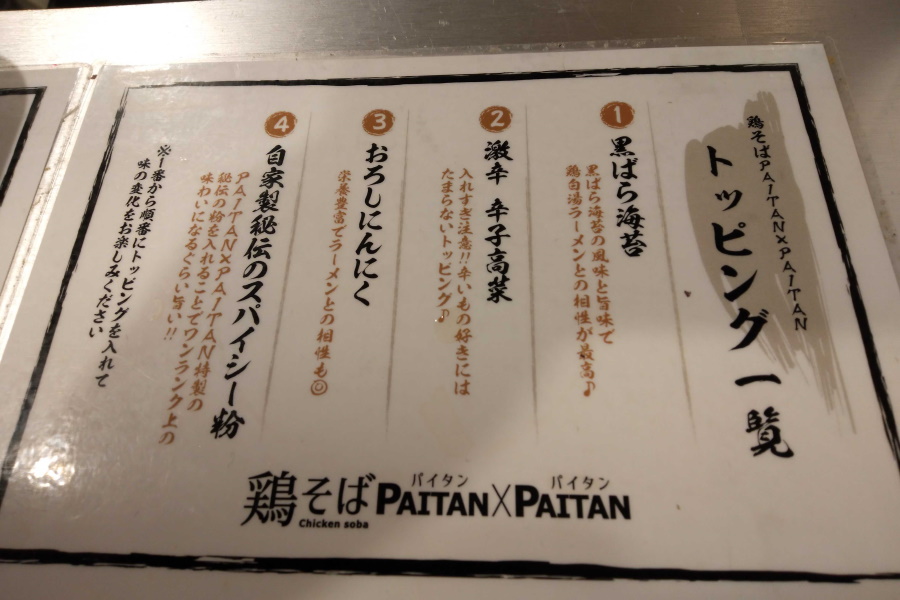 鶏そばPAITAN×PAITAN
トッピング一覧
1
黒ばら海苔
黒ばら海苔の風味と旨味で
鶏白湯ラーメンとの相性が最高♪
2
激辛 辛子高菜
入れすぎ注意!!辛いもの好きには
たまらないトッピング♪
3
おろしにんにく
栄養豊富でラーメンとの相性も☺
4
自家製秘伝のスパイシー粉
PAITAN×PAITAN特製の
秘伝の粉を入れることでワンランク上の
味わいになるぐらい旨い!!
※一番から順番にトッピングを入れて
味の変化をお楽しみください
パイタン パイタン
鶏そば PAITAN×PAITAN
Chicken soba